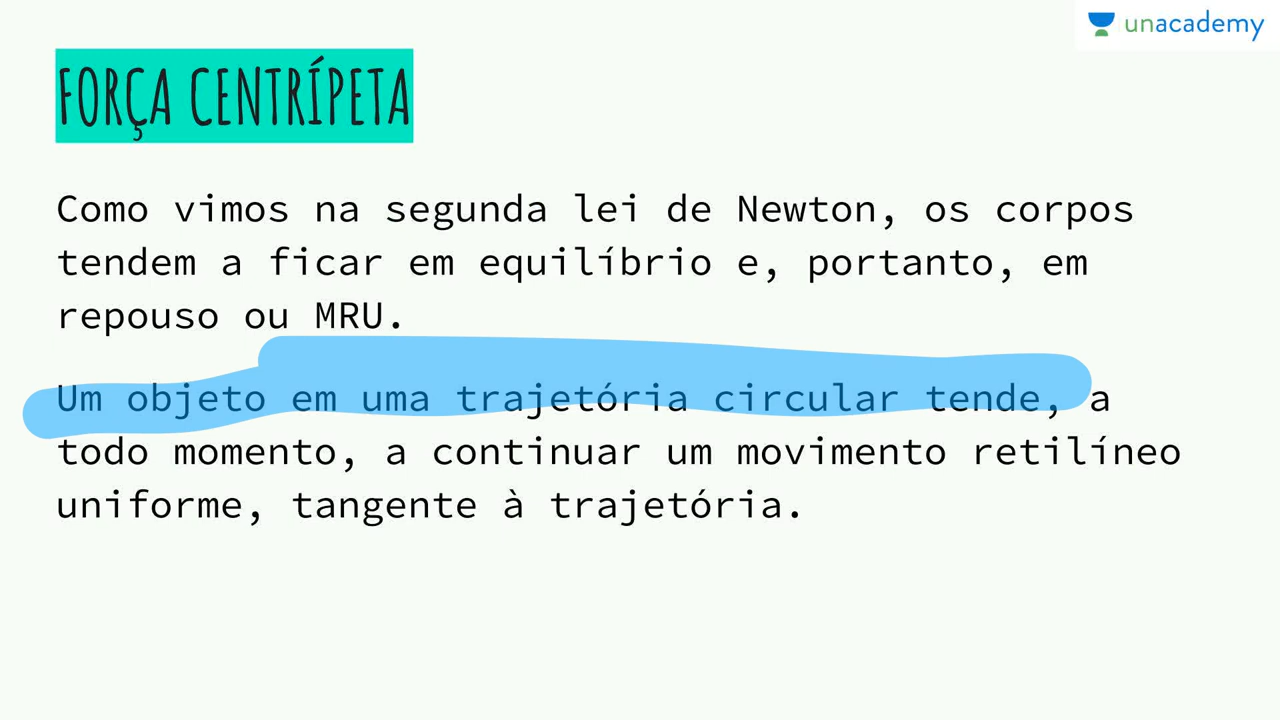 unacademy
FORÇA CENTRÍPETA
Como vimos na segunda lei de Newton, os corpos
tendem a ficar em equilíbrio e, portanto, em
repouso ou MRU.
Um objeto em uma trajetória circular tende, a
todo momento, a continuar um movimento retilíneo
uniforme, tangente à trajetória.